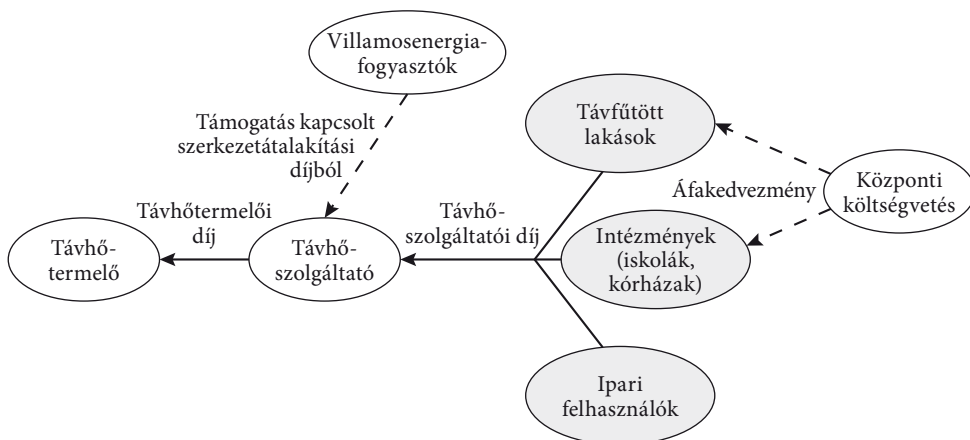 Villamosenergia-
fogyasztók
Támogatás kapcsolt
szerkezetátalakítási
díjból
Távfűtött
lakások
Áfakedvezmény
Központi
költségvetés
Távhőtermelői
díj
Távhő-
szolgáltatói díj
Távhő-
termelő
Távhő-
szolgáltató
Intézmények
(iskolák,
kórházak)
Ipari
felhasználók